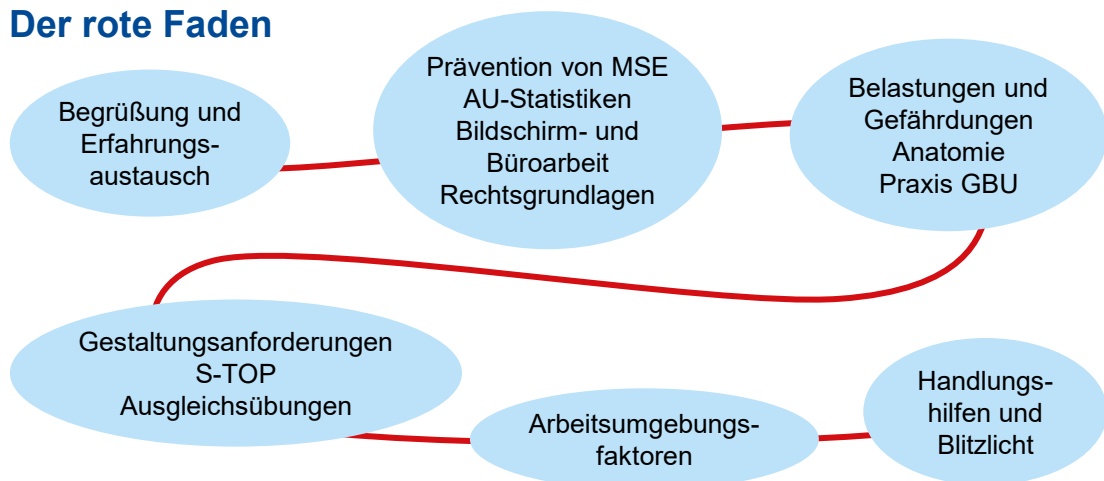 Der rote Faden
Begrüßung und
Erfahrungs-
austausch
Prävention von MSE
AU-Statistiken
Bildschirm- und
Büroarbeit
Rechtsgrundlagen
Belastungen und
Gefährdungen
Anatomie
Praxis GBU
Gestaltungsanforderungen
S-TOP
Ausgleichsübungen
Arbeitsumgebungs-
faktoren
Handlungs-
hilfen und
Blitzlicht